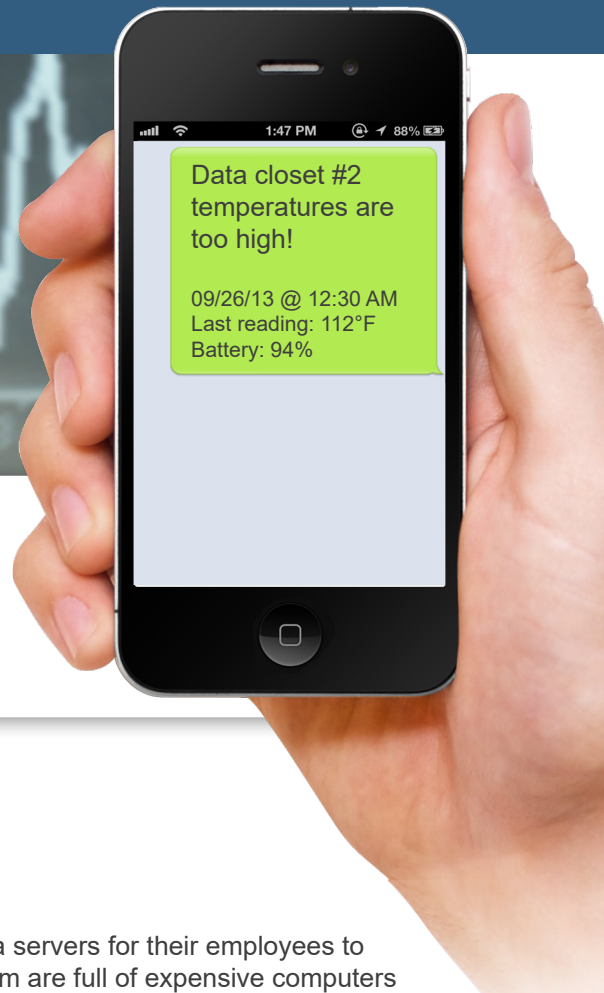 1:47 PM 88%
Data closet #2
temperatures are
too high!
09/26/13 @ 12:30 AM
Last reading: 112°F
Battery: 94%
servers for their employees to
are full of expensive computers